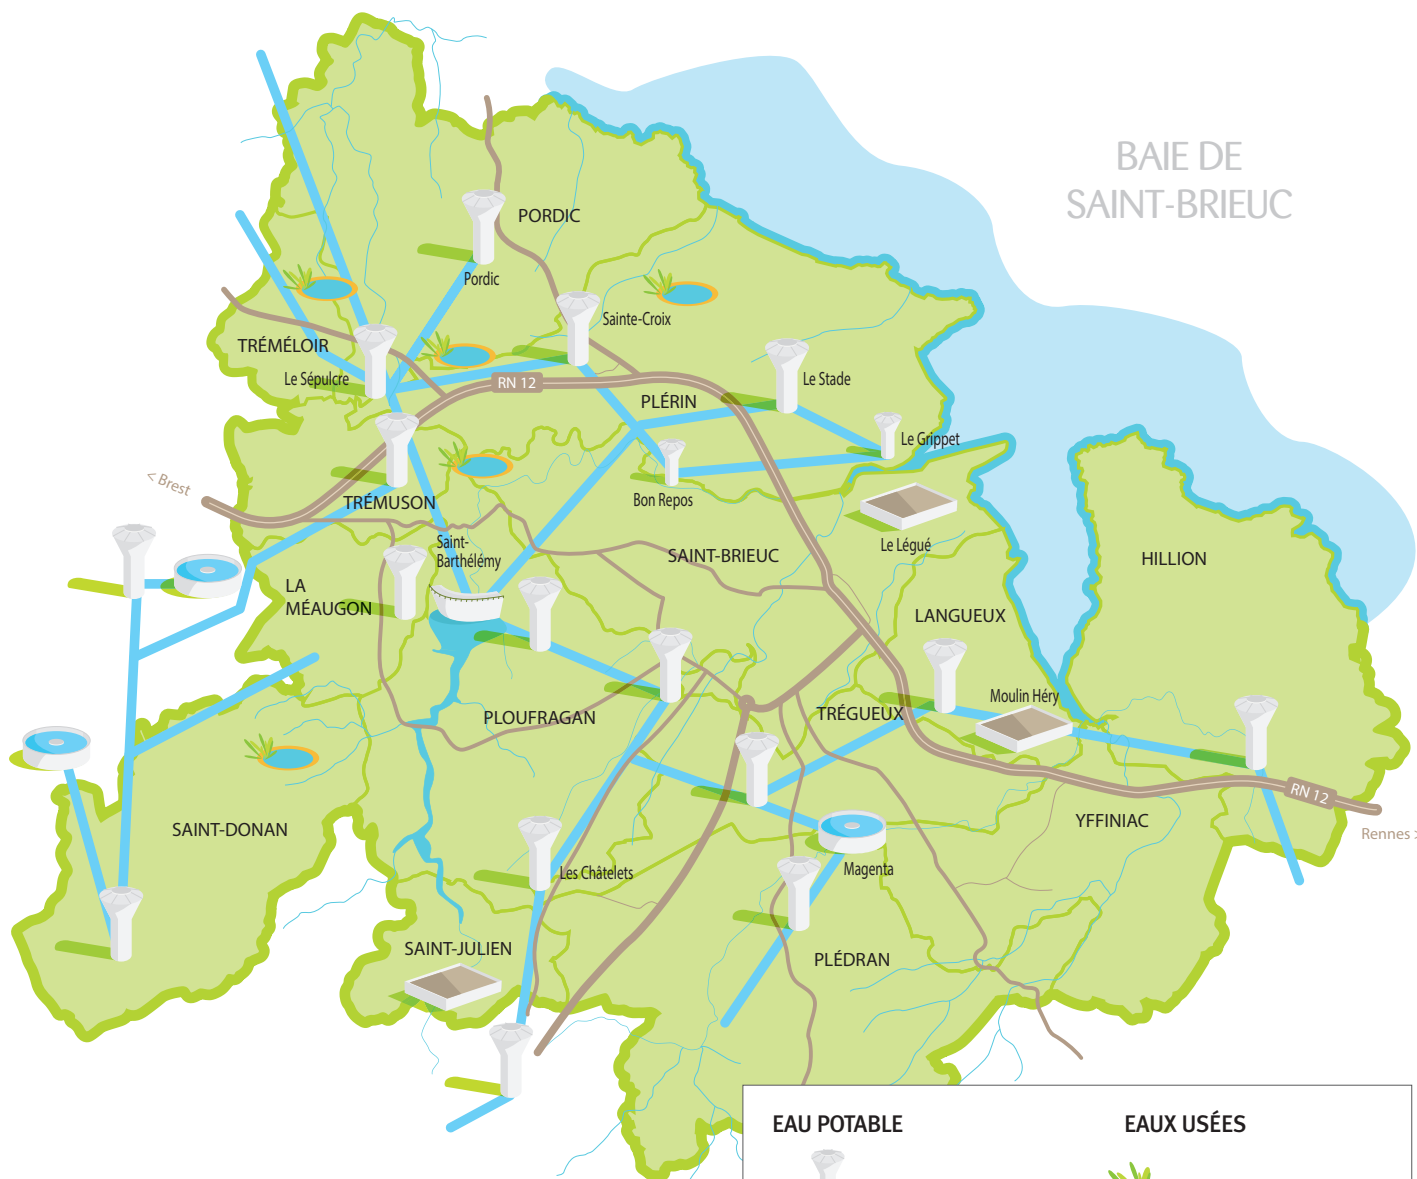 BAIE DE
SAINT-BRIEUC
PORDIC
Pordic
Sainte-Croix
TRÉMÉLOIR
Le Sépulcre
RN 12
Le Stade
PLÉRIN
Le Grippet
< Brest
TRÉMUSON
Bon Repos
Saint-
Barthélémy
SAINT-BRIEUC
Le Légué
HILLION
LA
MÉAUGON
LANGUEUX
Moulin Héry
PLOUFRAGAN
TRÉGUEUX
RN 12
SAINT-DONAN
YFFINIAC
Rennes >
Les Châtelets
Magenta
SAINT-JULIEN
PLÉDRAN
EAU POTABLE
EAUX USÉES